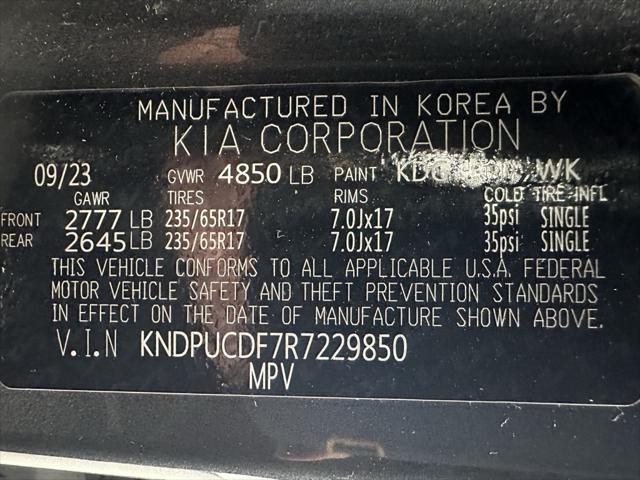 MANUFACTURED IN KOREA BY
KIA CORPORATION
09/23 GVWR 4850 LB PAINT WK
GAWR TIRES RIMS COLD TIRE INFL
FRONT 2777 LB 235/65R17 7.0Jx17 35psi SINGLE
REAR 2645 LB 235/65R17 7.0Jx17 35psi SINGLE
THIS VEHICLE CONFORMS TO ALL APPLICABLE U.S.A. FEDERAL
MOTOR VEHICLE SAFETY AND THEFT PREVENTION STANDARDS
IN EFFECT ON THE DATE OF MANUFACTURE SHOWN ABOVE.
V.I.N KNDPUCDF7R7229850
MPV